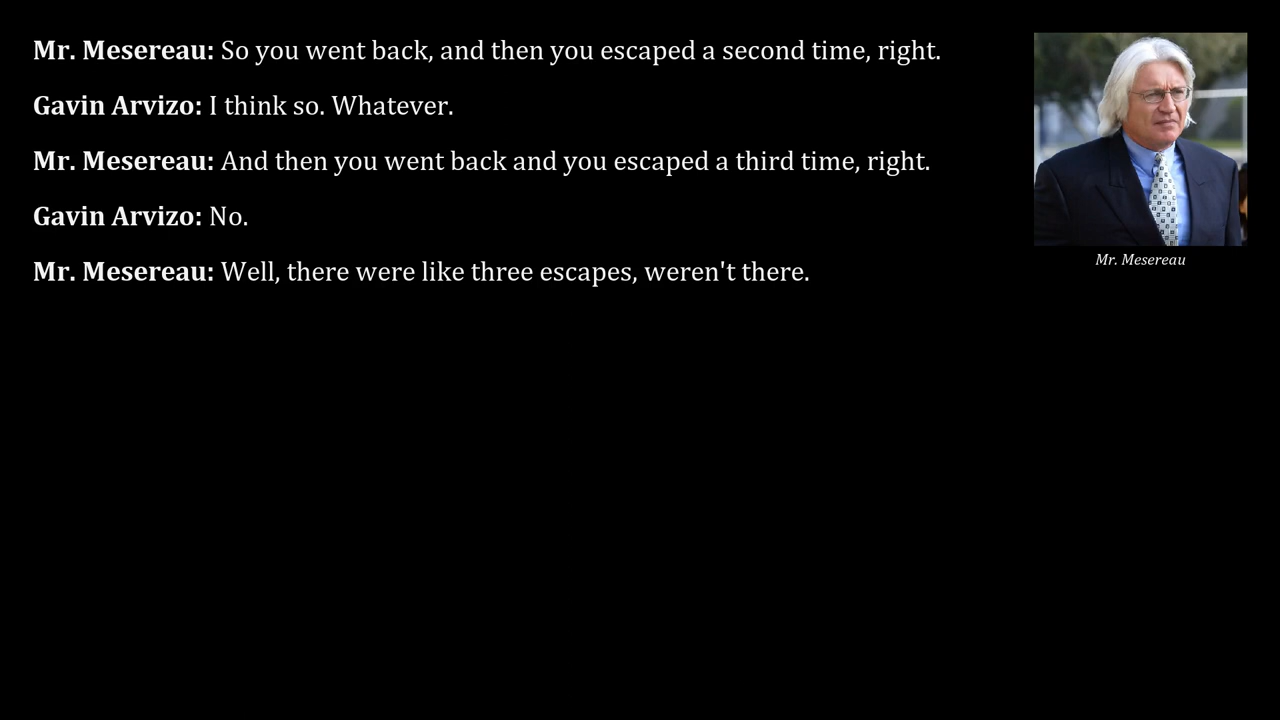 Mr. Mesereau: So you went back, and then you escaped a second time, right.
Gavin Arvizo: I think so. Whatever.
Mr. Mesereau: And then you went back and you escaped a third time, right.
Gavin Arvizo: No.
Mr. Mesereau: Well, there were like three escapes, weren't there.
Mr. Mesereau